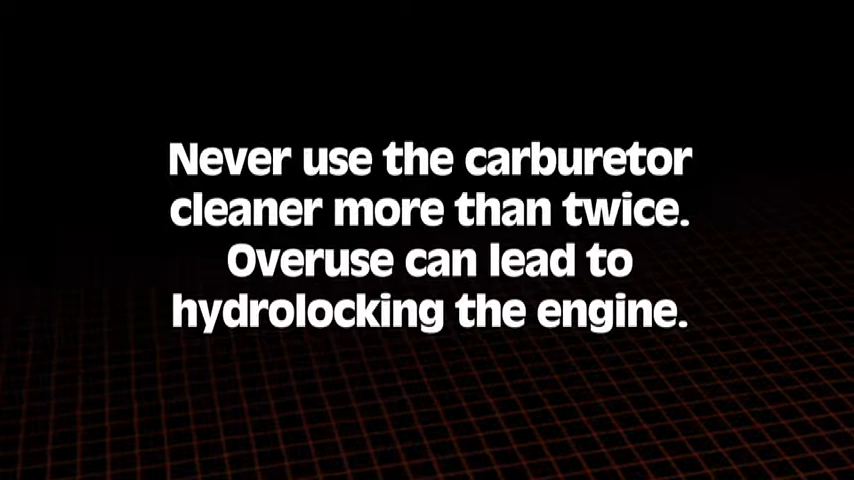 Never use the carburetor
cleaner more than twice.
Overuse can lead to
hydrolocking the engine.